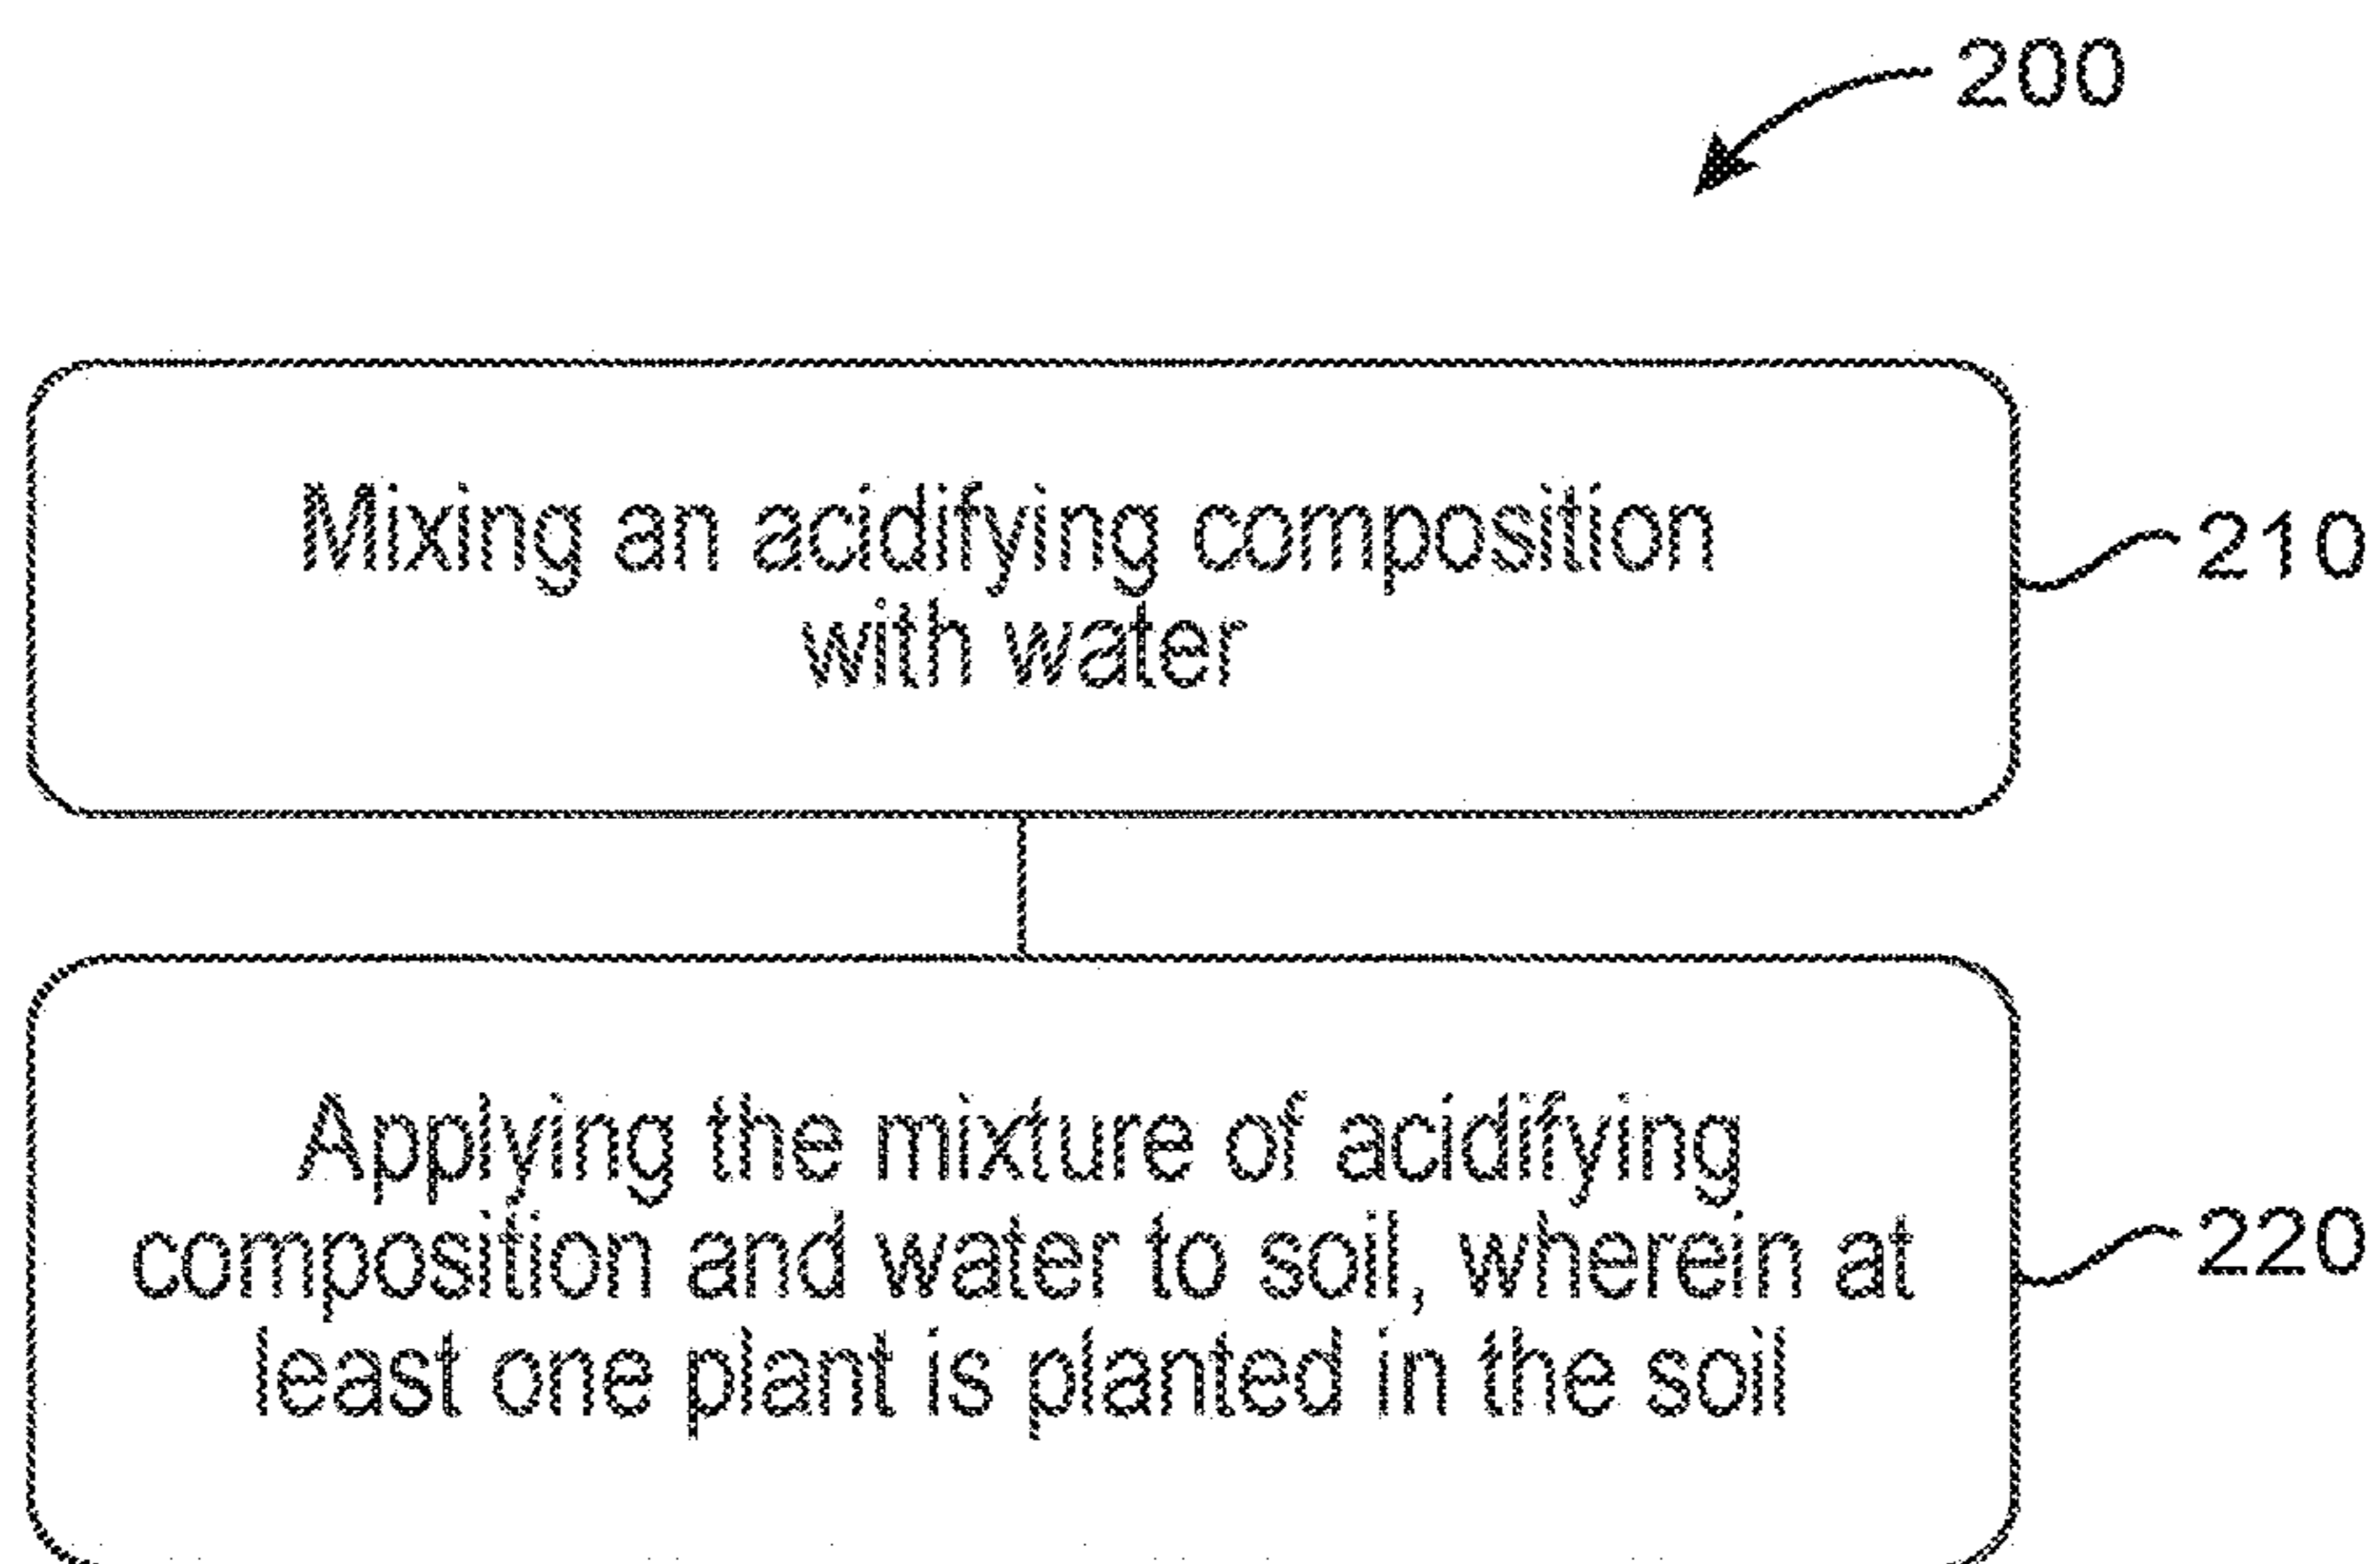 200
Mixing an acidifying composition
with water
210
Applying the mixture of acidifying
composition and water to soil, wherein at
least one plant is planted in the soil
220